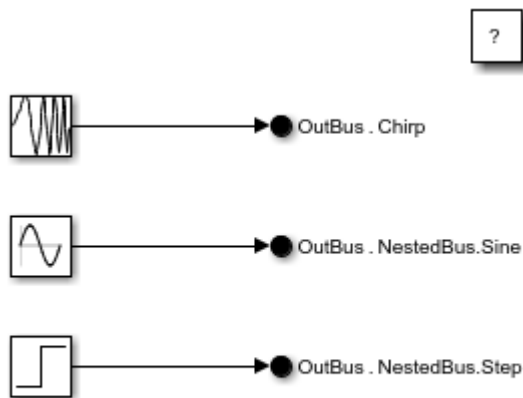 ?
OutBus . Chirp
OutBus . NestedBus.Sine
OutBus . NestedBus.Step